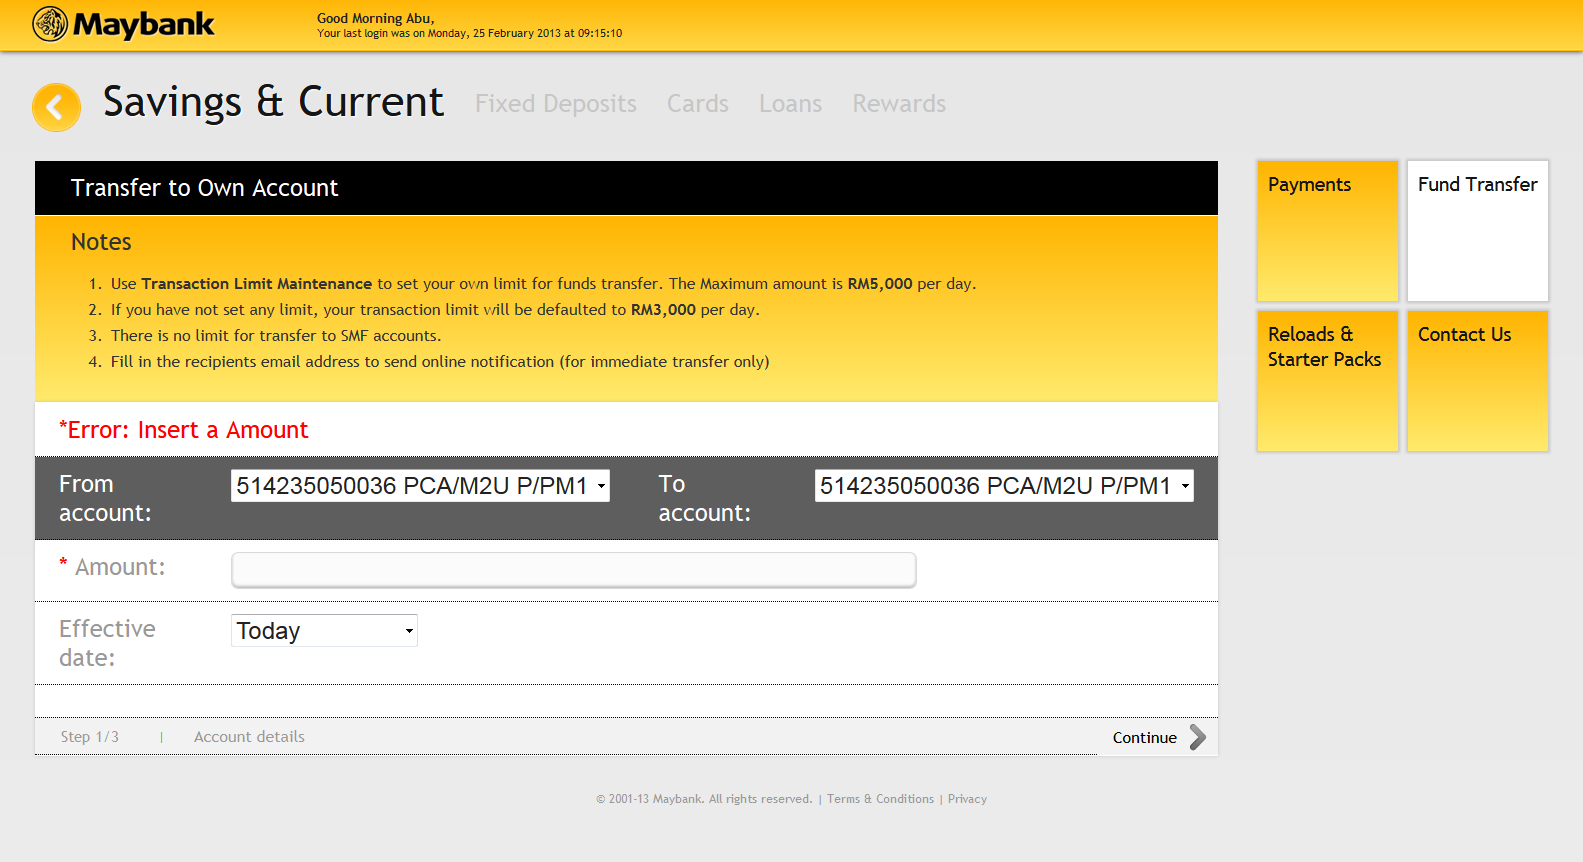 Maybank
Good Morning Abu,
Your last login was on Monday, 25 February 2013 at 09:15:10
Savings & Current Fixed Deposits Cards Loans Rewards
Transfer to Own Account
Notes
1. Use Transaction Limit Maintenance to set your own limit for funds transfer. The Maximum amount is RM5,000 per day.
2. If you have not set any limit, your transaction limit will be defaulted to RM3,000 per day.
3. There is no limit for transfer to SMF accounts.
4. Fill in the recipients email address to send online notification (for immediate transfer only)
*Error: Insert a Amount
From account: 514235050036 PCA/M2U P/PM1 To account: 514235050036 PCA/M2U P/PM1
* Amount:
Effective date: Today
Step 1/3 | Account details Continue
Payments
Fund Transfer
Reloads &
Starter Packs
Contact Us
© 2001-13 Maybank. All rights reserved. | Terms & Conditions | Privacy